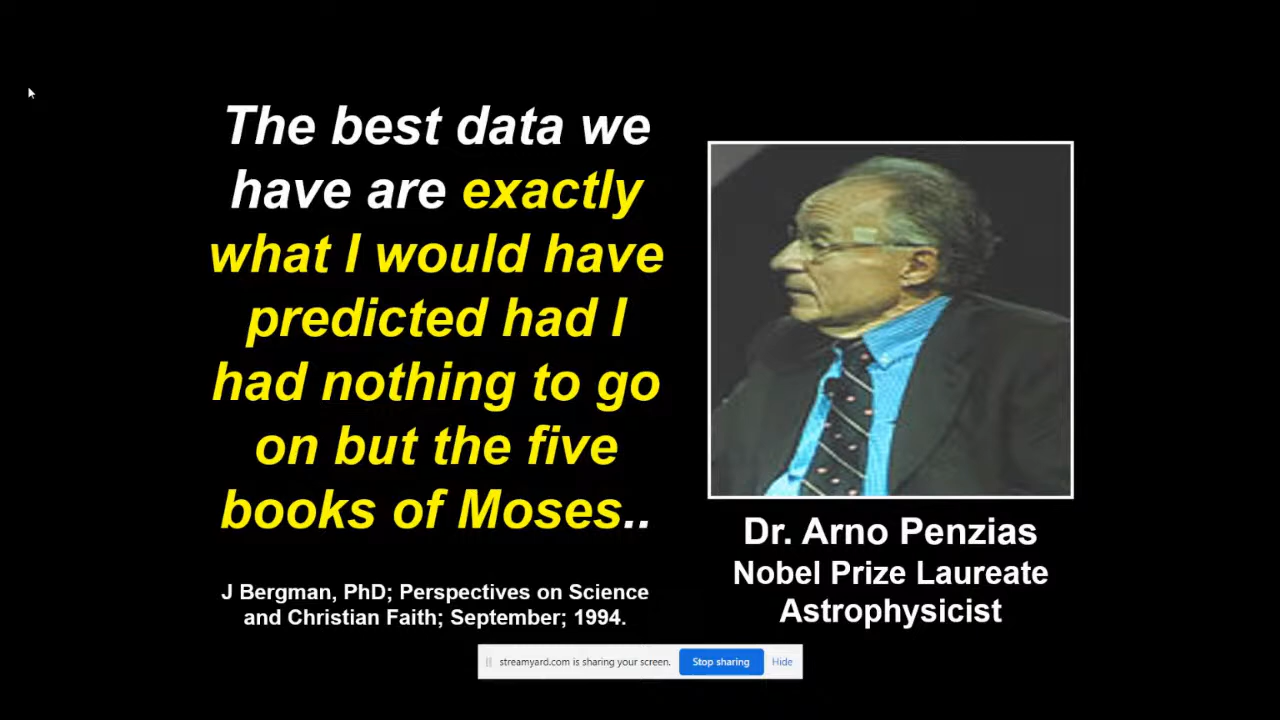 The best data we
have are exactly
what I would have
predicted had I
had nothing to go
on but the five
books of Moses..
J Bergman, PhD; Perspectives on Science
and Christian Faith; September; 1994.
Dr. Arno Penzias
Nobel Prize Laureate
Astrophysicist
streamyard.com is sharing your screen. Stop sharing Hide